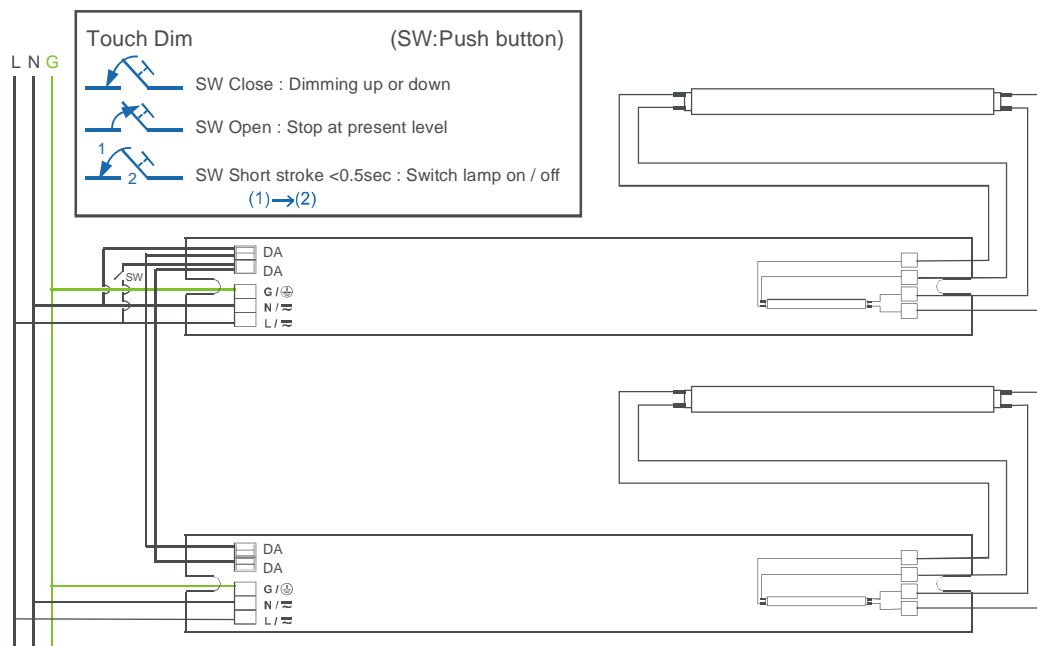 Touch Dim (SW:Push button)
L N G
SW Close : Dimming up or down
SW Open : Stop at present level
1
2
SW Short stroke <0.5sec : Switch lamp on / off
(1)→(2)
DA
SW
DA
G /
N /
L /
DA
DA
G /
N /
L /